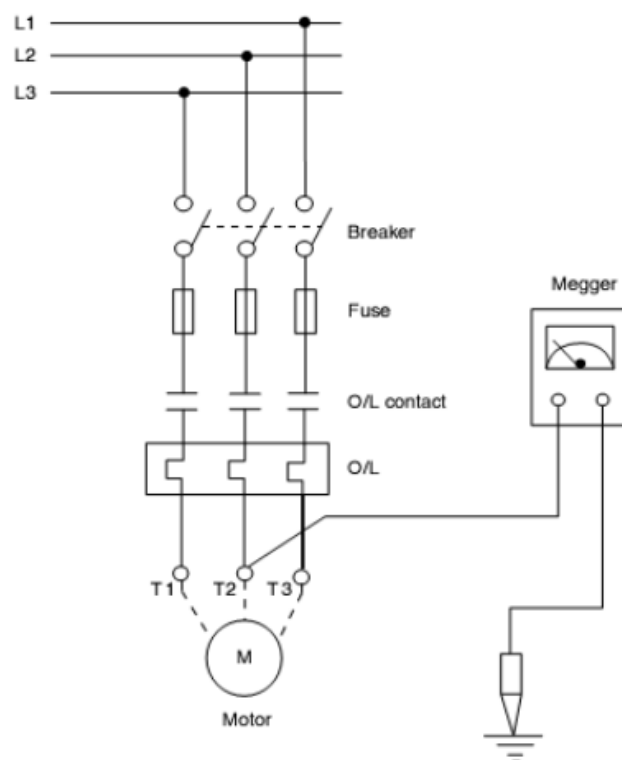 L1
L2
L3
Breaker
Megger
Fuse
O/L contact
O/L
T1 T2 T3
M
Motor